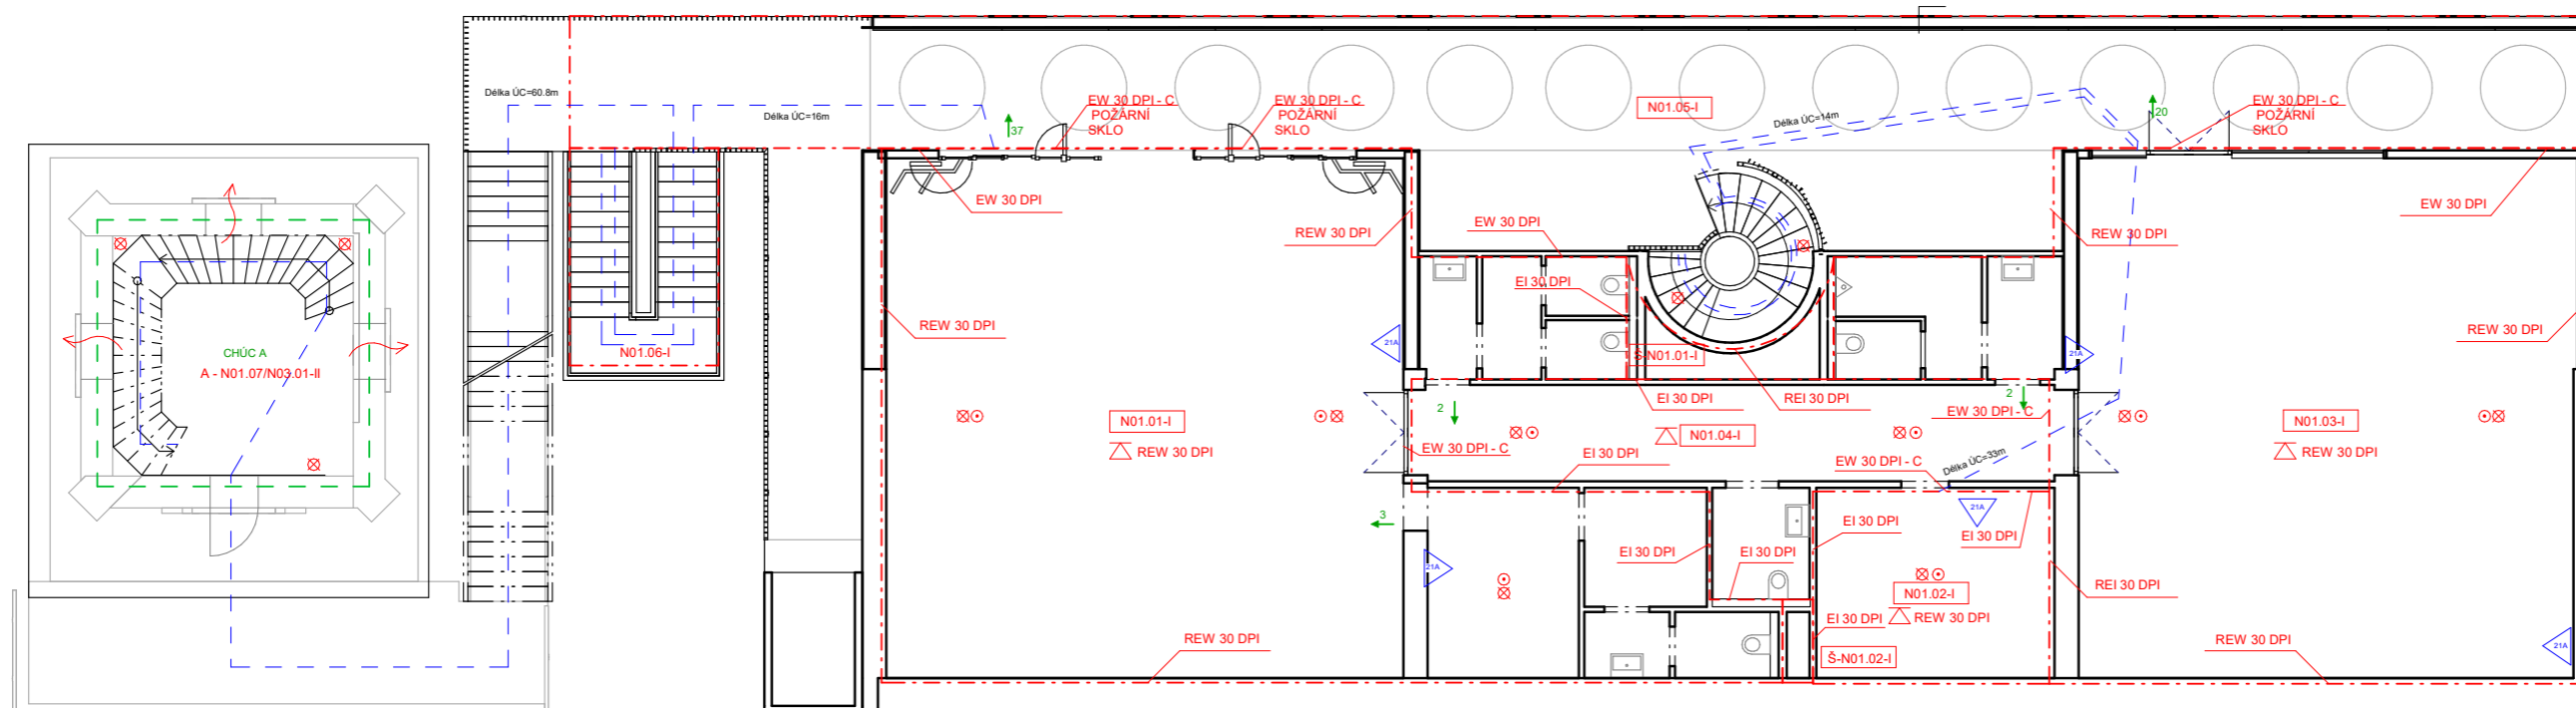 Délka ÚC=60.8m
Délka ÚC=16m
37
EW 30 DPI - C
POŽÁRNÍ
SKLO
EW 30 DPI - C
POŽÁRNÍ
SKLO
N01.05-I
Délka ÚC=14m
20
EW 30 DPI - C
POŽÁRNÍ
SKLO
EW 30 DPI
REW 30 DPI
EW 30 DPI
REW 30 DPI
EW 30 DPI
EI 30 DPI
REW 30 DPI
REW 30 DPI
CHÚC A
A - N01.07/N03.01-II
N01.06-I
21A
Š-N01.01-I
21A
EI 30 DPI
REI 30 DPI
2
2
EW 30 DPI - C
N01.01-I
REW 30 DPI
N01.04-I
N01.03-I
REW 30 DPI
EW 30 DPI - C
EI 30 DPI
EW 30 DPI - C
Délka ÚC=33m
3
21A
EI 30 DPI
EI 30 DPI
EI 30 DPI
EI 30 DPI
21A
REI 30 DPI
N01.02-I
REW 30 DPI
EI 30 DPI
REW 30 DPI
Š-N01.02-I
REW 30 DPI
21A